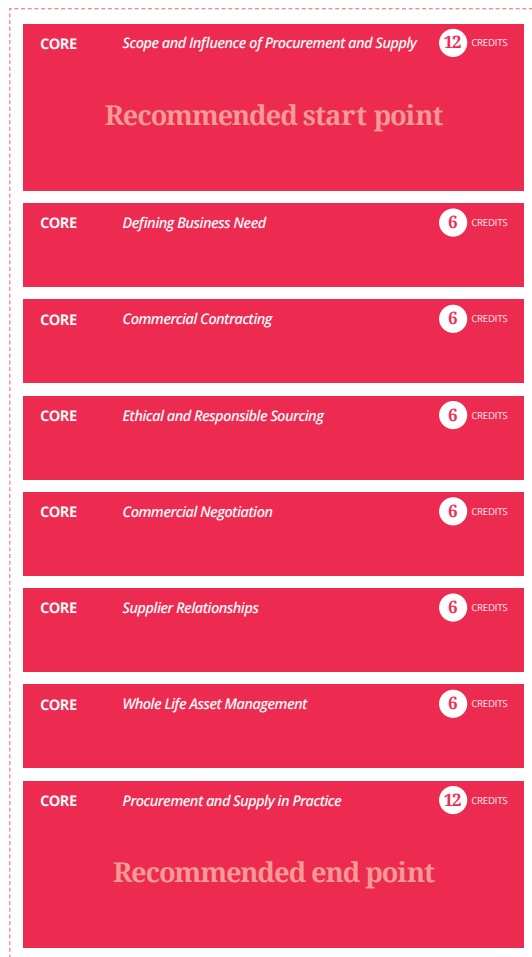 CORE Scope and Influence of Procurement and Supply 12 CREDITS
Recommended start point
CORE Defining Business Need 6 CREDITS
CORE Commercial Contracting 6 CREDITS
CORE Ethical and Responsible Sourcing 6 CREDITS
CORE Commercial Negotiation 6 CREDITS
CORE Supplier Relationships 6 CREDITS
CORE Whole Life Asset Management 6 CREDITS
CORE Procurement and Supply in Practice 12 CREDITS
Recommended end point